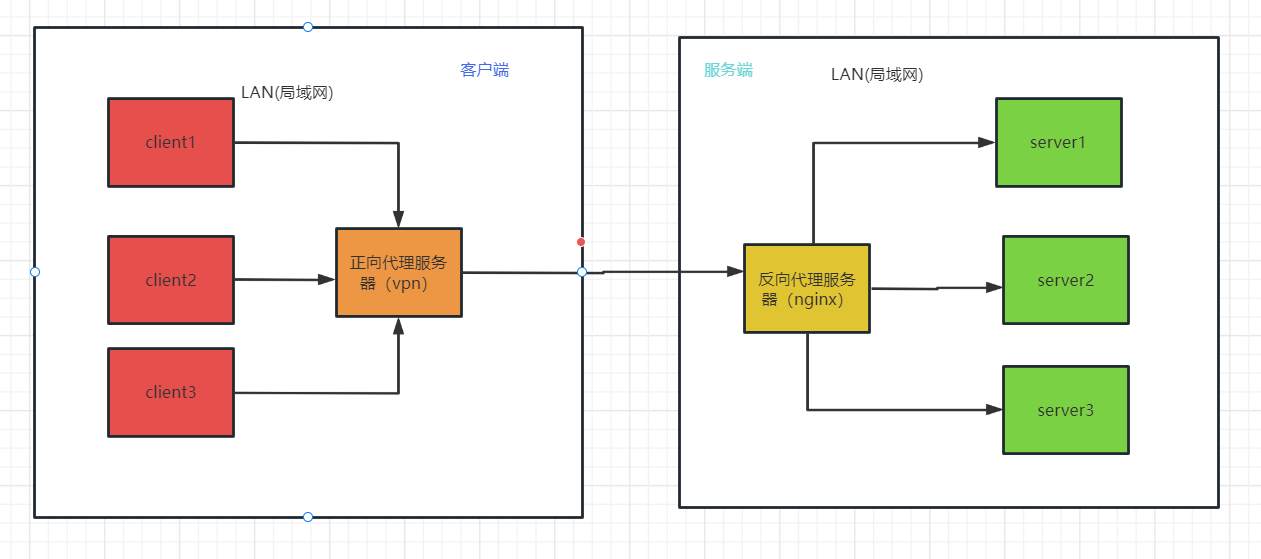 客户端
LAN(局域网)
client1
client2
client3
正向代理服务
器（vpn）
服务端
LAN(局域网)
反向代理服务
器（nginx）
server1
server2
server3